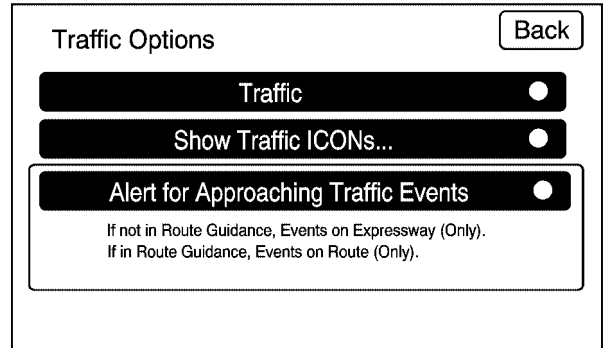 Traffic Options
Back
Traffic
Show Traffic ICONs...
Alert for Approaching Traffic Events
If not in Route Guidance, Events on Expressway (Only).
If in Route Guidance, Events on Route (Only).